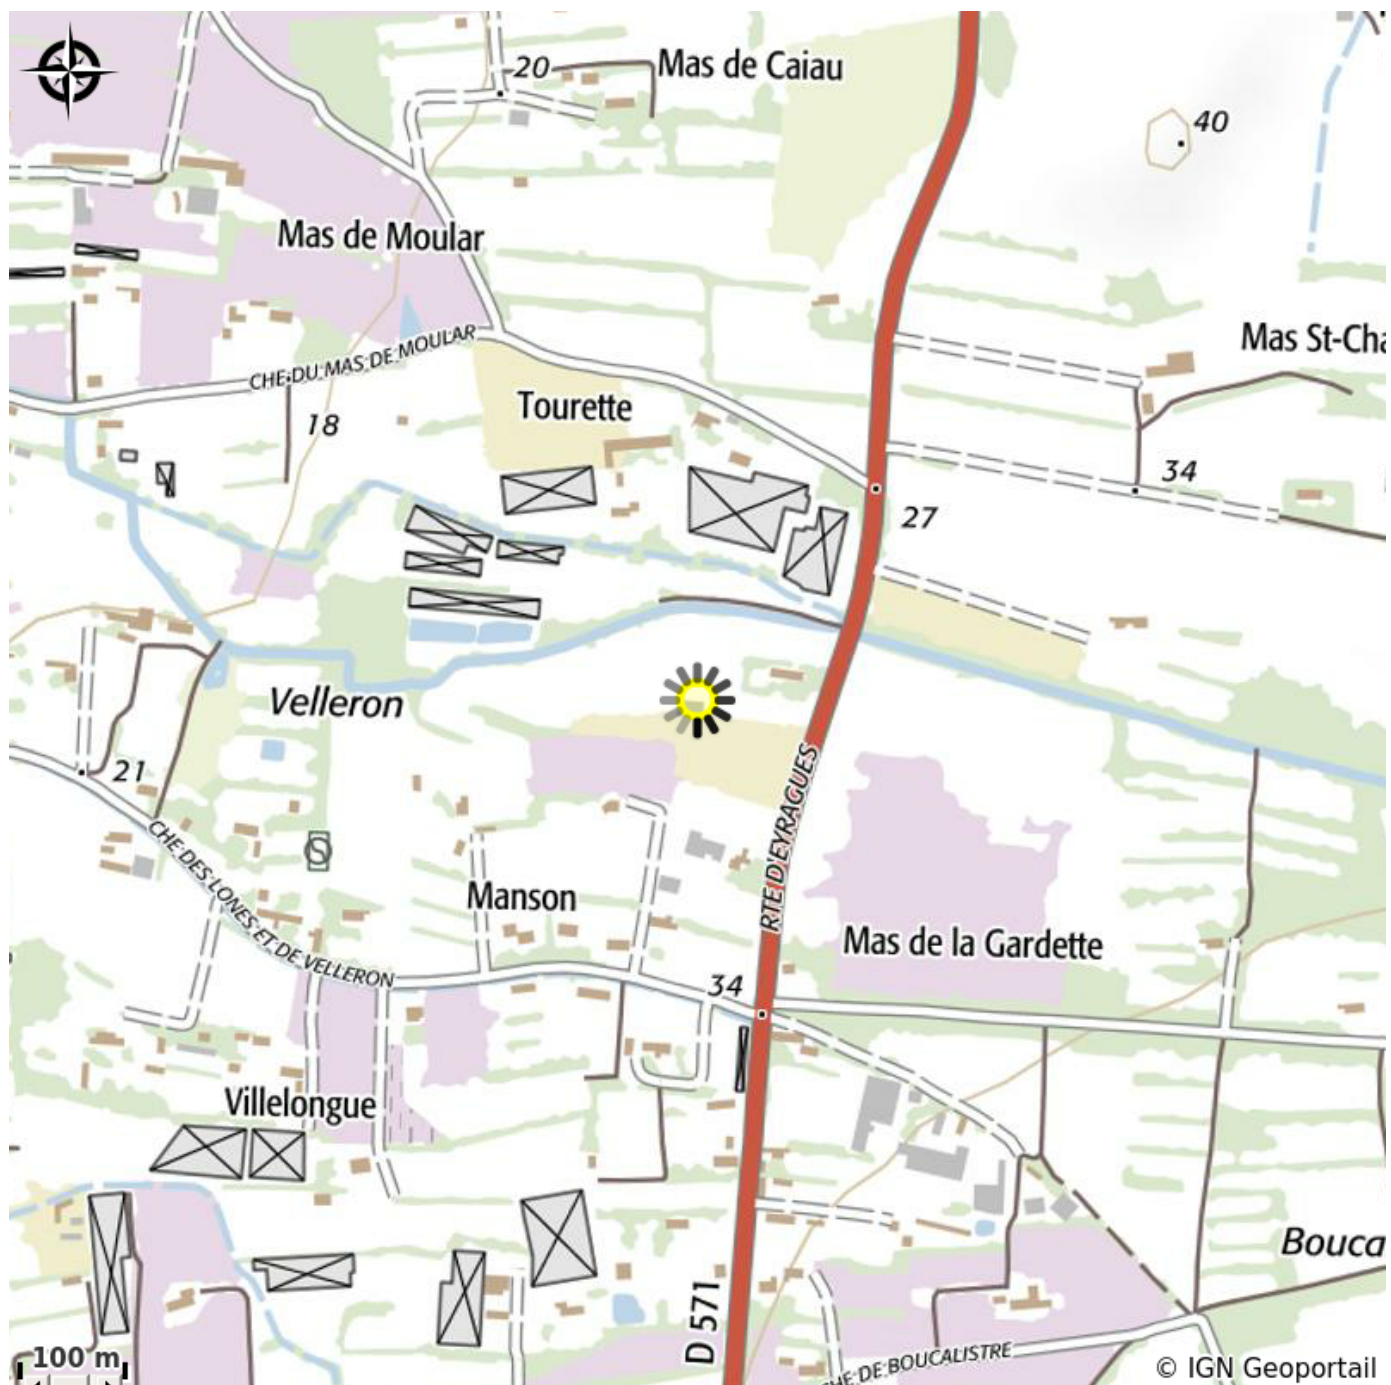 20
Mas de Caiau
40
Mas de Moular
Mas St-Cha
CHE DU MAS DE MOULAR
Tourette
18
34
27
Velleron
21
RTE D'EYRAGUES
CHE DES LONES ET DE VELLERON
Manson
Mas de la Gardette
34
Villelongue
Bouca
D 571
HE DE BOUCALISTRE
100 m
© IGN Geoportail